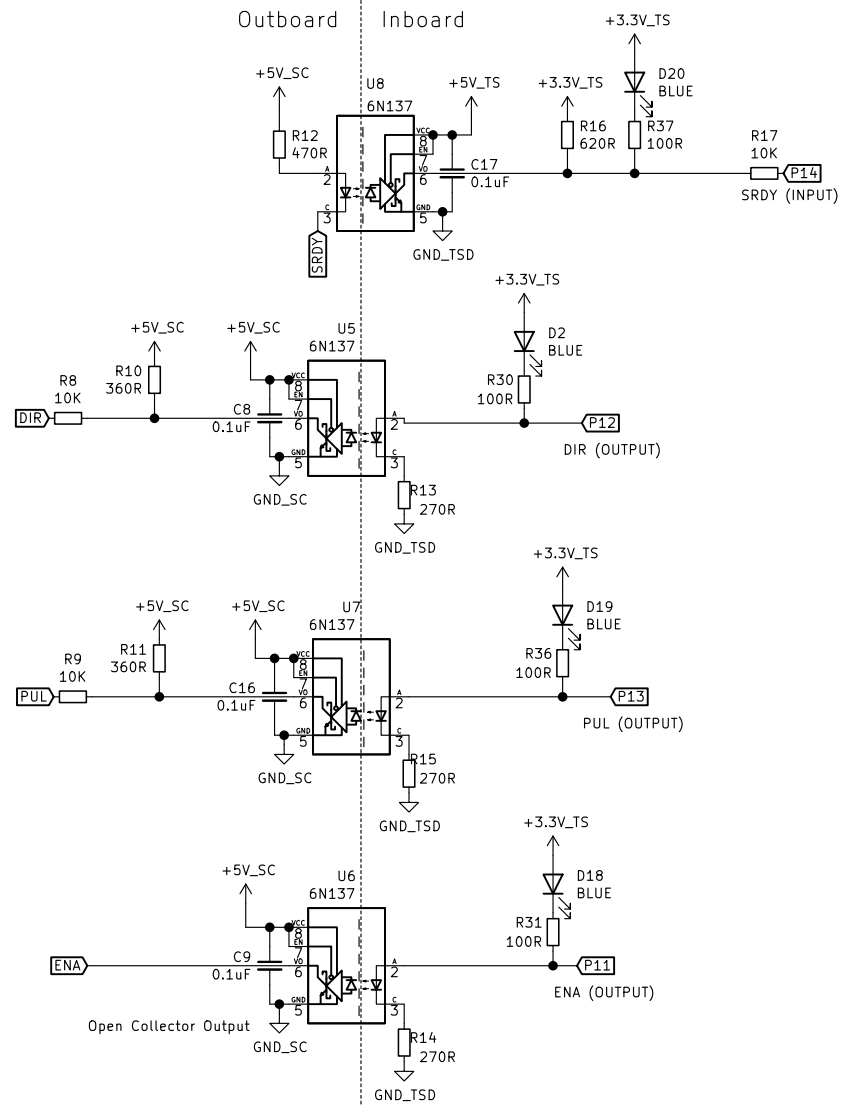 Outboard
Inboard
+3.3V_TS
+5V_SC
U8
6N137
+5V_TS
+3.3V_TS
D20
BLUE
R12
470R
VCC
8
EN
7
VO
6
GND
5
A
2
C
3
C17
0.1uF
R16
620R
R37
100R
R17
10K
P14
SRDY (INPUT)
SRDY
GND_TSD
+3.3V_TS
+5V_SC
+5V_SC
U5
6N137
D2
BLUE
R8
10K
R10
360R
VCC
8
EN
7
VO
6
GND
5
A
2
C
3
R30
100R
DIR
C8
0.1uF
P12
DIR (OUTPUT)
GND_SC
R13
270R
GND_TSD
+3.3V_TS
+5V_SC
+5V_SC
U7
6N137
D19
BLUE
R9
10K
R11
360R
VCC
8
EN
7
VO
6
GND
5
A
2
C
3
R36
100R
PUL
C16
0.1uF
P13
PUL (OUTPUT)
GND_SC
R15
270R
GND_TSD
+3.3V_TS
+5V_SC
U6
6N137
D18
BLUE
VCC
8
EN
7
VO
6
GND
5
A
2
C
3
R31
100R
ENA
C9
0.1uF
P11
ENA (OUTPUT)
Open Collector Output
GND_SC
R14
270R
GND_TSD